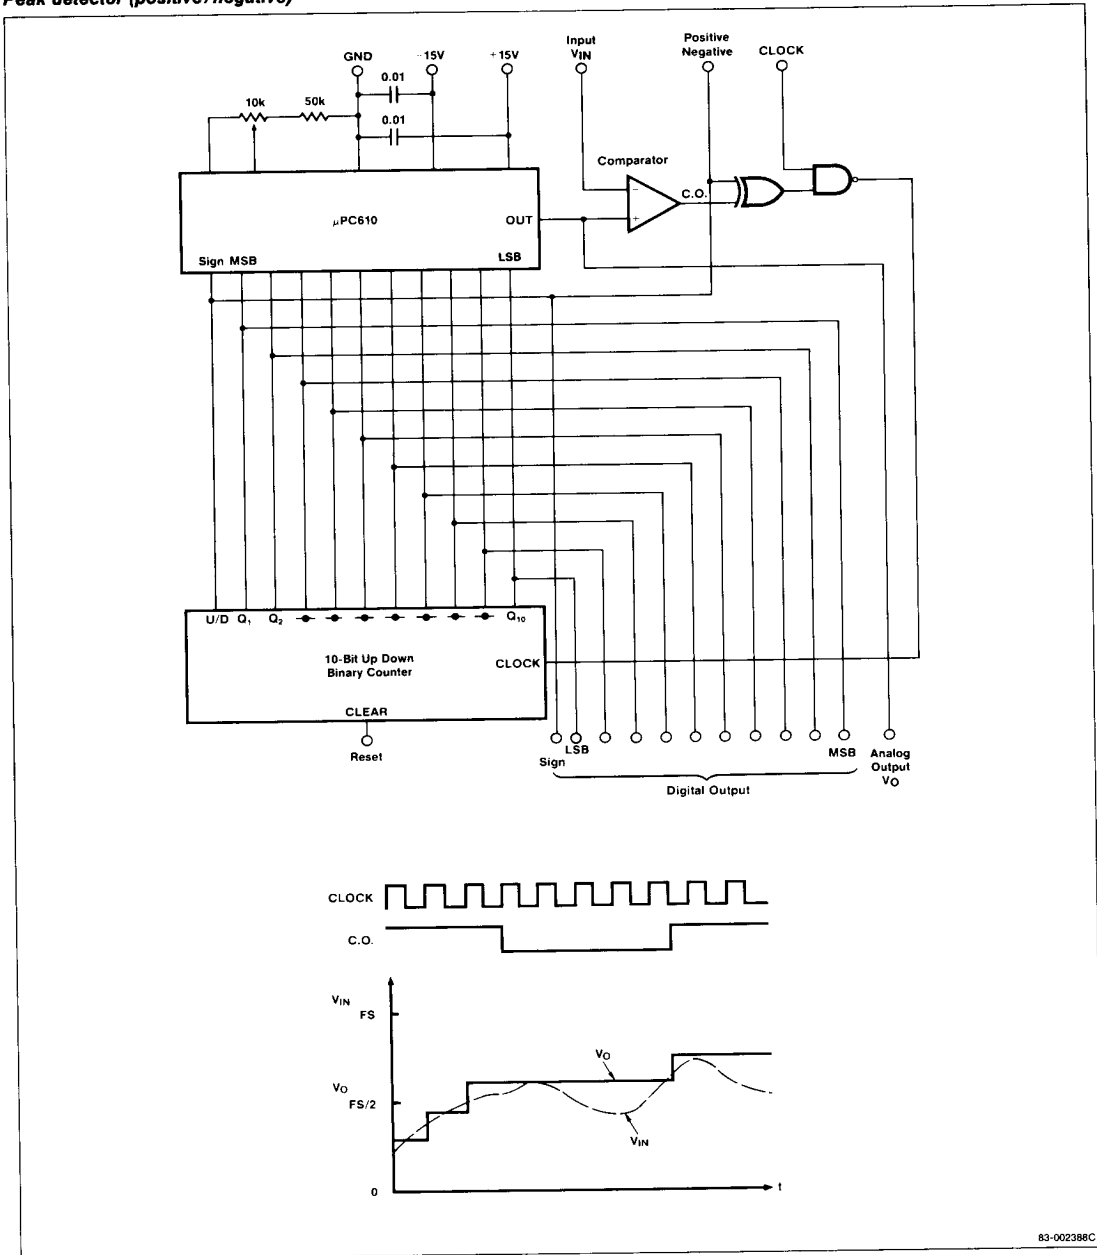 Peak detector (positive/negative)
GND
-15V
+15V
Input
VIN
Positive
Negative
CLOCK
0.01
10k
50k
0.01
Comparator
C.O.
-
+
μPC610
OUT
Sign MSB
LSB
U/D Q1 Q2
Q10
10-Bit Up Down
Binary Counter
CLOCK
CLEAR
Reset
Sign
LSB
MSB
Analog
Output
VO
Digital Output
CLOCK
C.O.
VIN
FS
VO
VO
FS/2
VIN
0
t
83-002388C